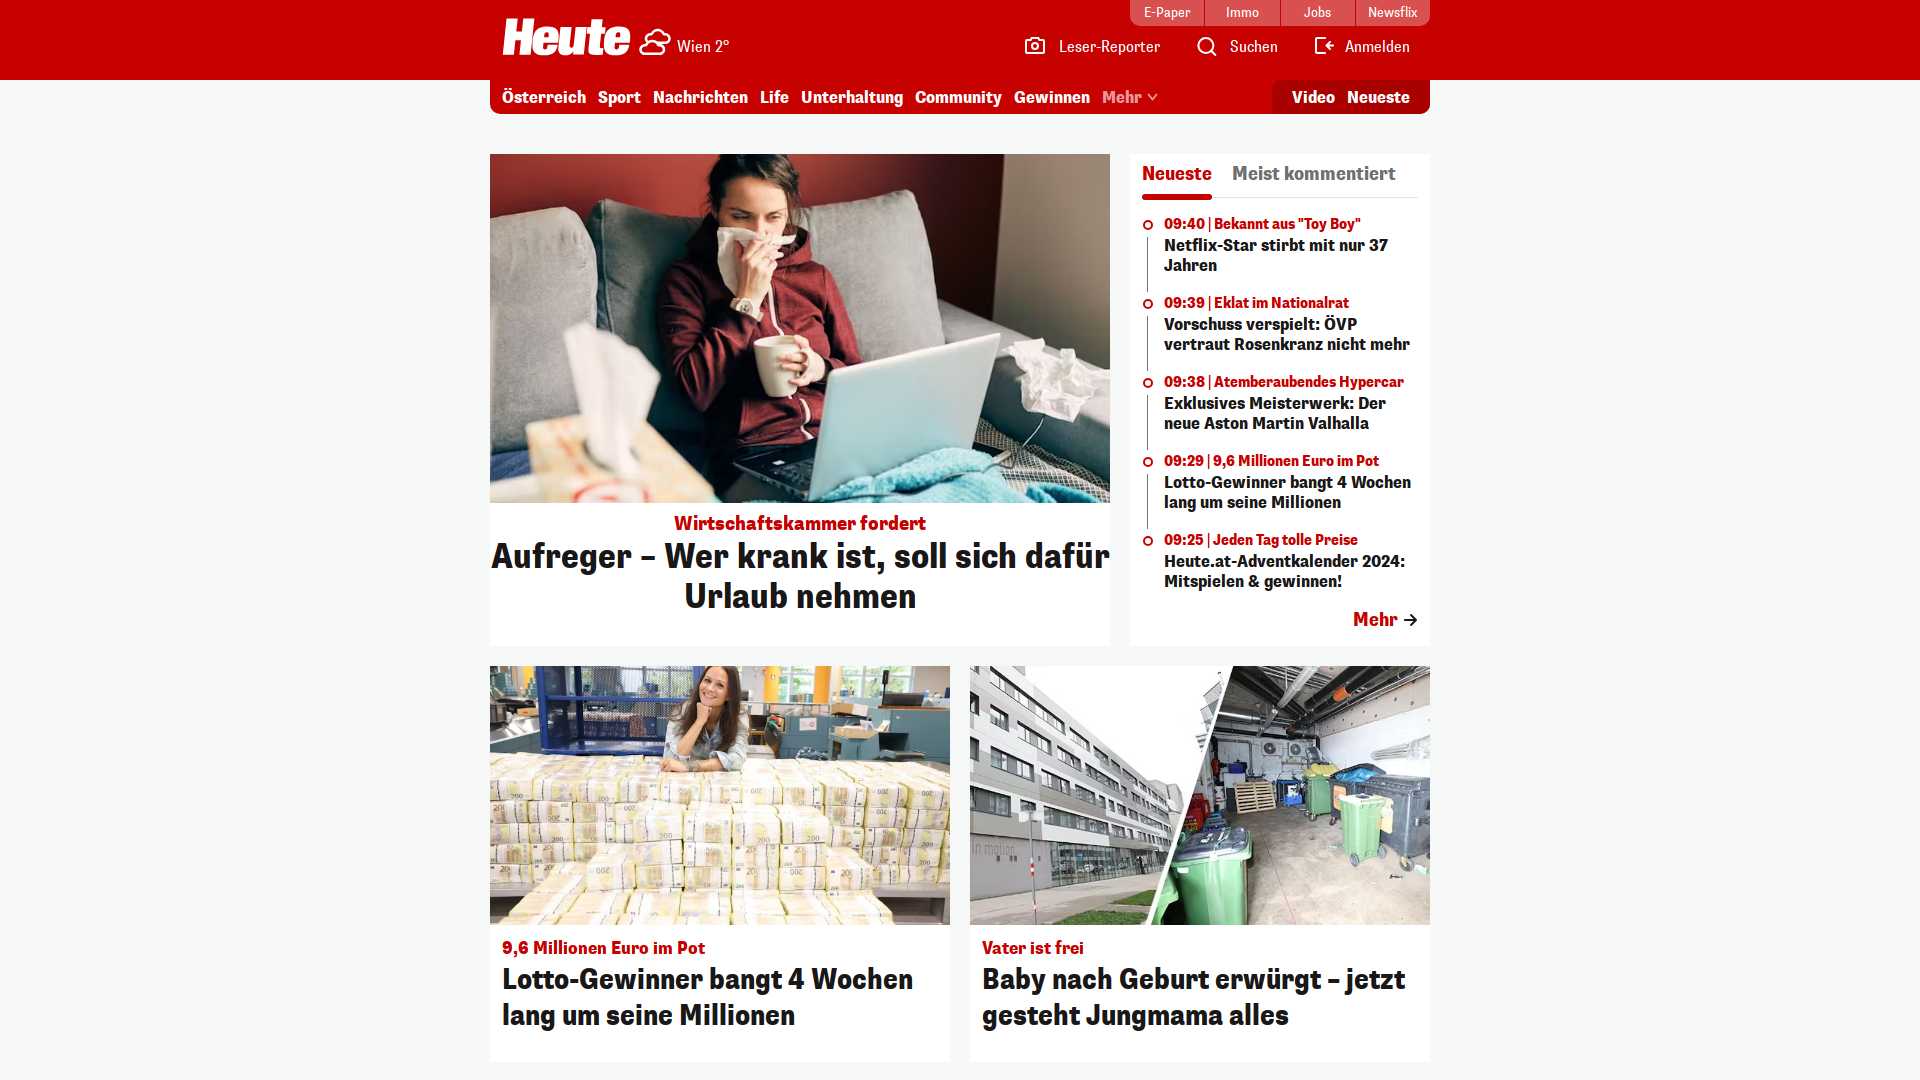 E-Paper
Immo
Jobs
Newsflix
Heute
Wien 2°
Leser-Reporter
Suchen
Anmelden
Österreich
Sport
Nachrichten
Life
Unterhaltung
Community
Gewinnen
Mehr
Video
Neueste
Wirtschaftskammer fordert
Aufreger – Wer krank ist, soll sich dafür
Urlaub nehmen
Neueste
Meist kommentiert
09:40 | Bekannt aus "Toy Boy"
Netflix-Star stirbt mit nur 37
Jahren
09:39 | Eklat im Nationalrat
Vorschuss verspielt: ÖVP
vertraut Rosenkranz nicht mehr
09:38 | Atemberaubendes Hypercar
Exklusives Meisterwerk: Der
neue Aston Martin Valhalla
09:29 | 9,6 Millionen Euro im Pot
Lotto-Gewinner bangt 4 Wochen
lang um seine Millionen
09:25 | Jeden Tag tolle Preise
Heute.at-Adventkalender 2024:
Mitspielen & gewinnen!
Mehr
9,6 Millionen Euro im Pot
Lotto-Gewinner bangt 4 Wochen
lang um seine Millionen
in motion
Vater ist frei
Baby nach Geburt erwürgt – jetzt
gesteht Jungmama alles